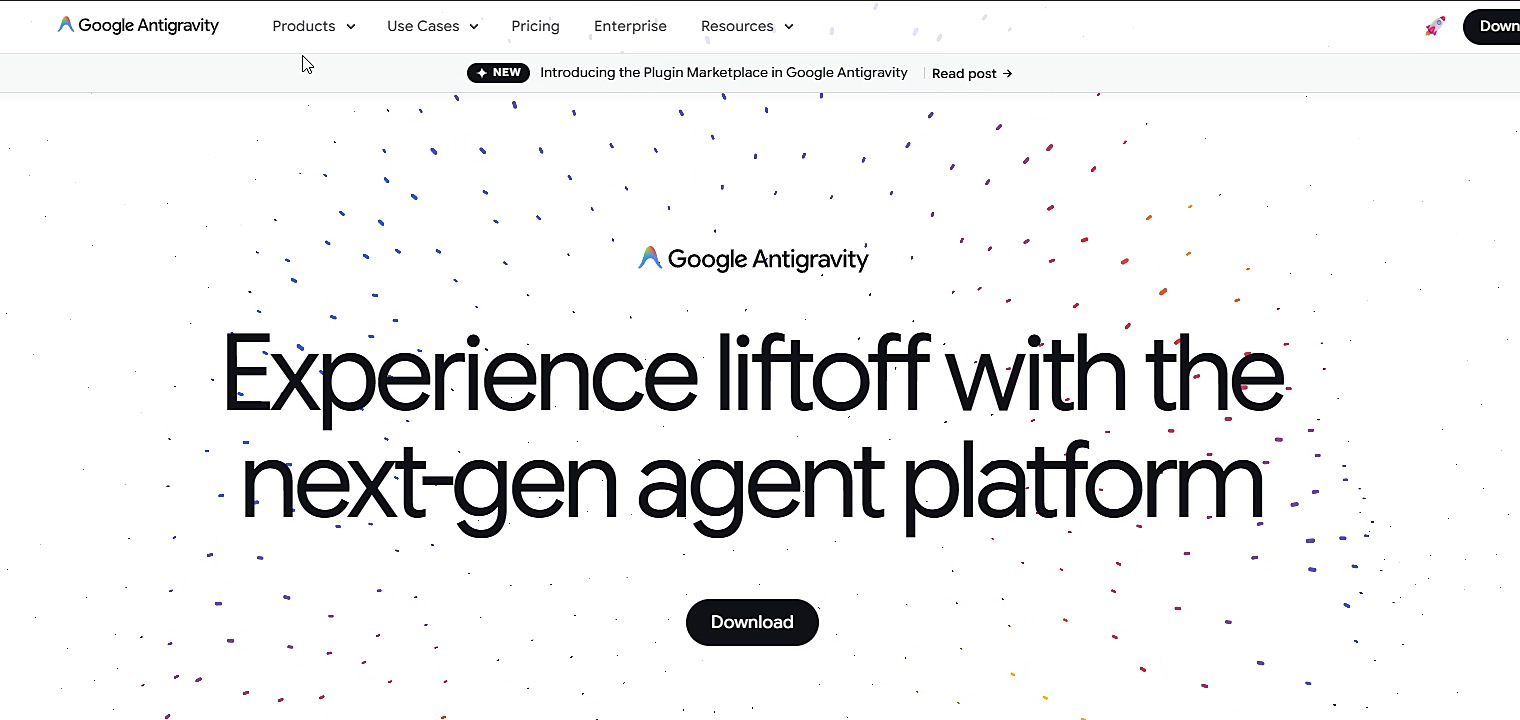 Google Antigravity Products Use Cases Pricing Enterprise Resources Down
NEW Introducing the Plugin Marketplace in Google Antigravity Read post →
Google Antigravity
Experience liftoff with the
next-gen agent platform
Download